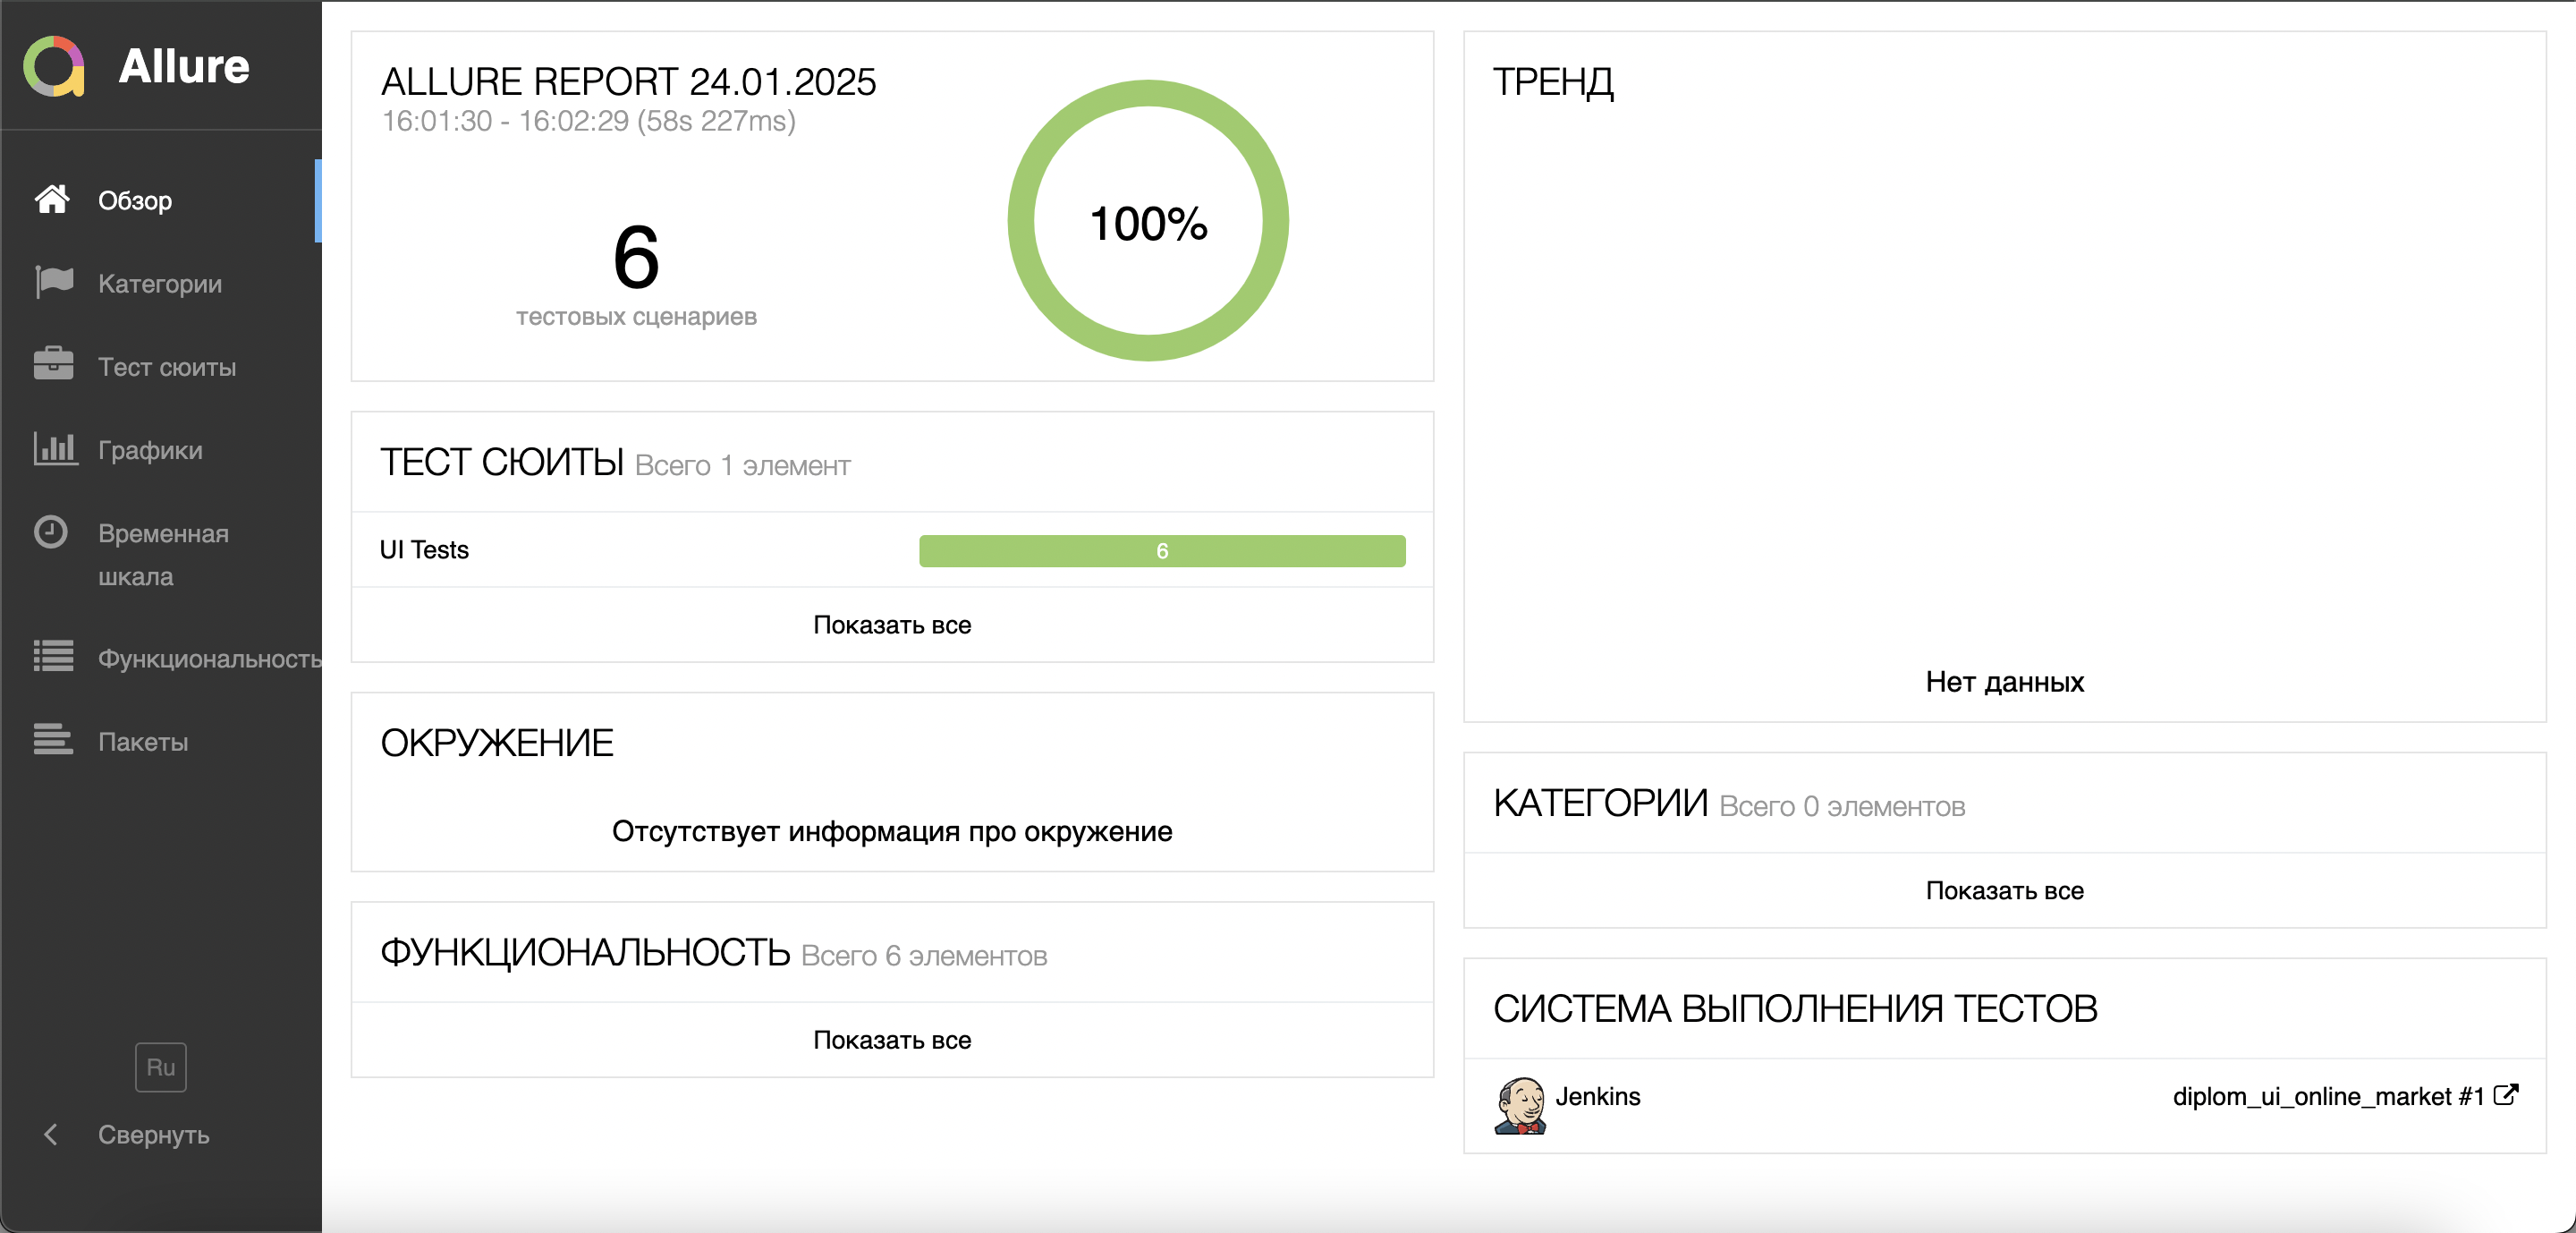 Allure
Обзор
Категории
Тест сюиты
Графики
Временная
шкала
Функциональность
Пакеты
Ru
Свернуть
ALLURE REPORT 24.01.2025
16:01:30 - 16:02:29 (58s 227ms)
6
тестовых сценариев
100%
ТЕСТ СЮИТЫ Всего 1 элемент
UI Tests
6
Показать все
ОКРУЖЕНИЕ
Отсутствует информация про окружение
ФУНКЦИОНАЛЬНОСТЬ Всего 6 элементов
Показать все
ТРЕНД
Нет данных
КАТЕГОРИИ Всего 0 элементов
Показать все
СИСТЕМА ВЫПОЛНЕНИЯ ТЕСТОВ
Jenkins
diplom_ui_online_market #1